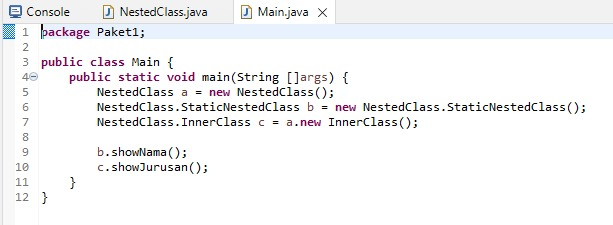 Console NestedClass.java Main.java
1 package Paket1;
2
3 public class Main {
4 public static void main(String []args) {
5 NestedClass a = new NestedClass();
6 NestedClass.StaticNestedClass b = new NestedClass.StaticNestedClass();
7 NestedClass.InnerClass c = a.new InnerClass();
8
9 b.showNama();
10 c.showJurusan();
11 }
12 }